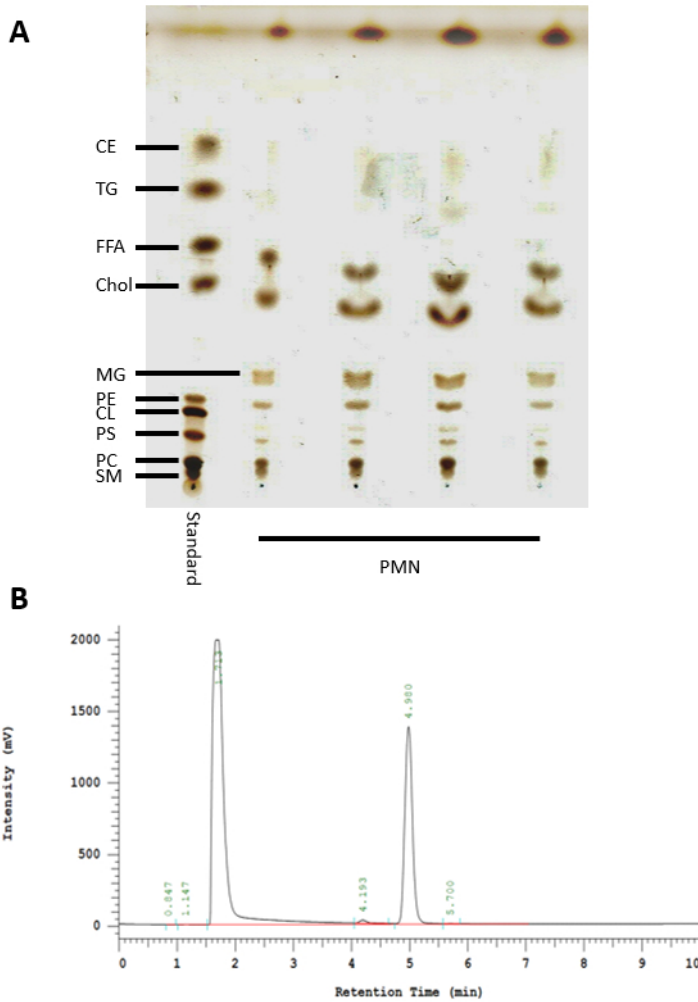 A
CE
TG
FFA
Chol
MG
PE
CL
PS
PC
SM
Standard
PMN
B
Intensity (mV)
2000
1500
1000
500
0
0.847
1.147
1.713
4.193
4.980
5.700
0 1 2 3 4 5 6 7 8 9 10
Retention Time (min)